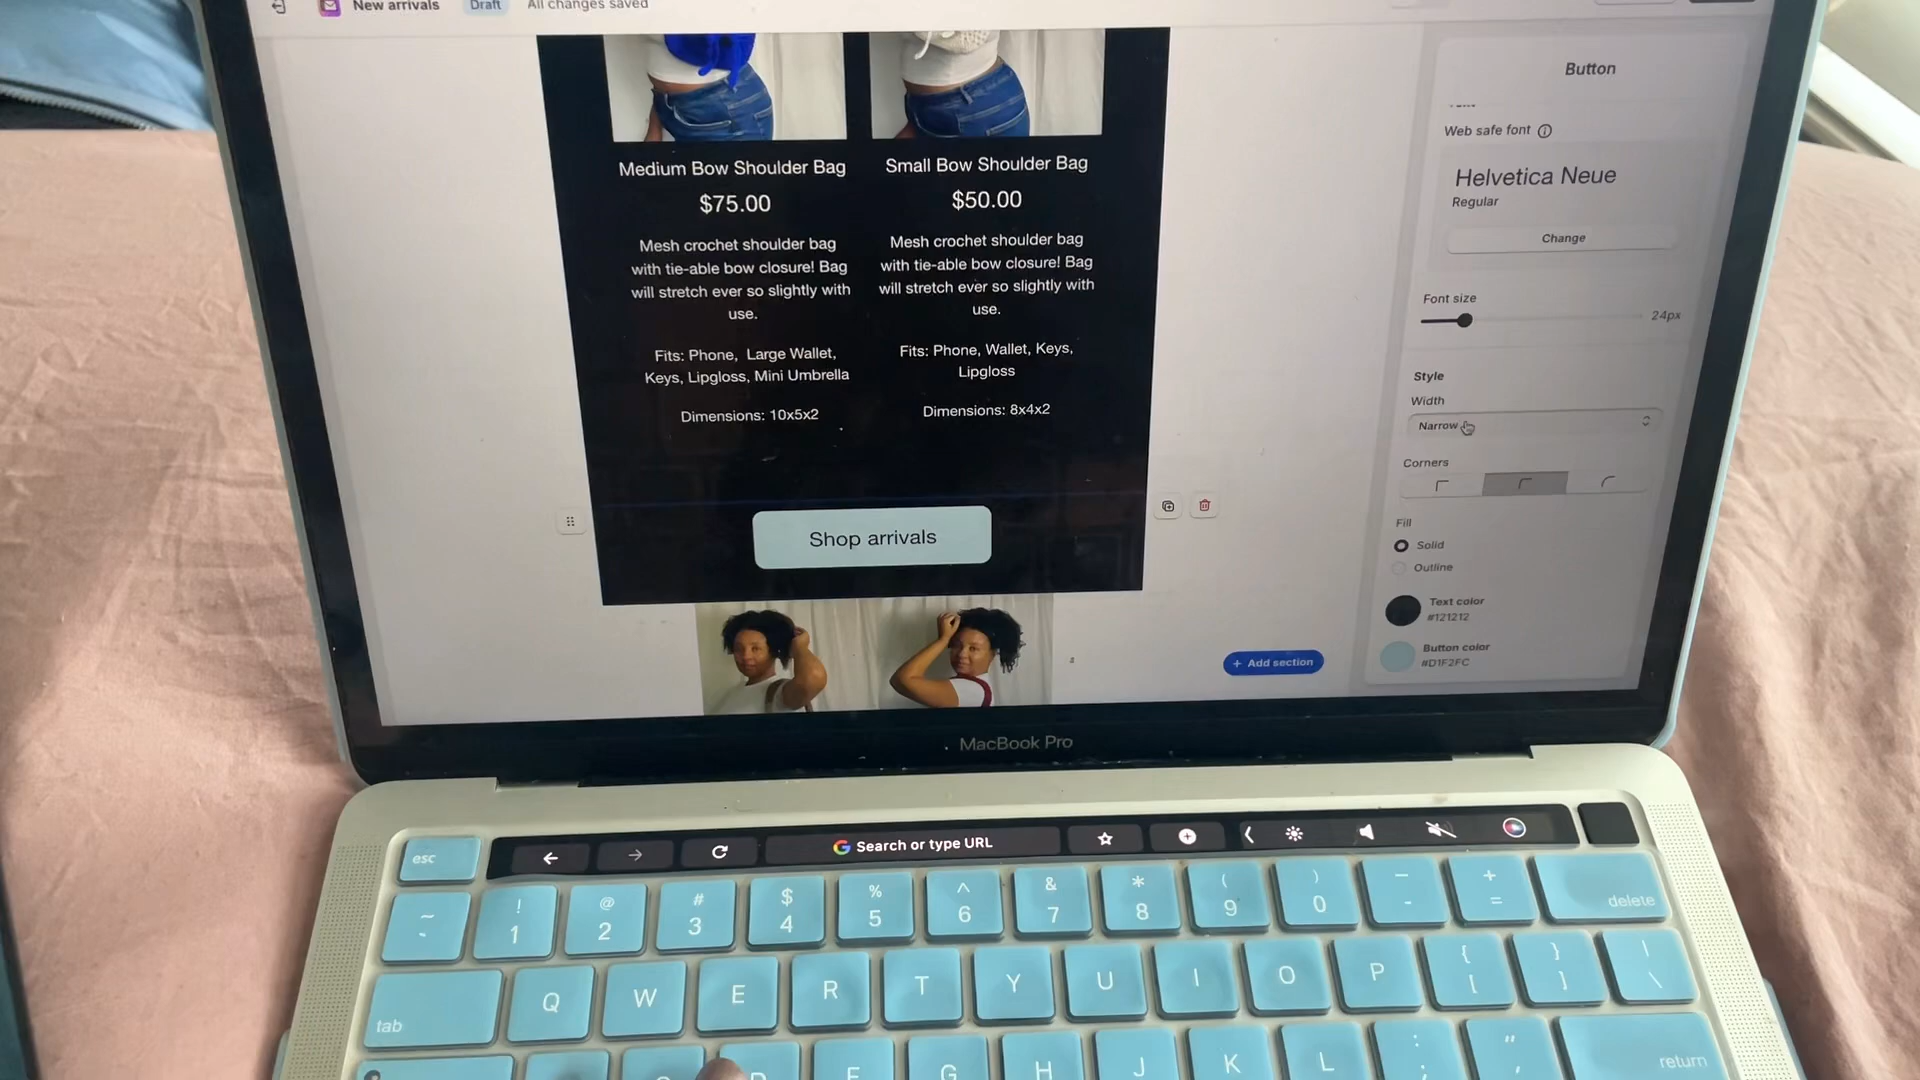 New arrivals
Draft
All changes saved
Button
Web safe font
Helvetica Neue
Regular
Change
Font size
24px
Style
Width
Narrow
Corners
Fill
Solid
Outline
Text color
#121212
Button color
#D1F2FC
Medium Bow Shoulder Bag
$75.00
Mesh crochet shoulder bag
with tie-able bow closure! Bag
will stretch ever so slightly with
use.
Fits: Phone, Large Wallet,
Keys, Lipgloss, Mini Umbrella
Dimensions: 10x5x2
Small Bow Shoulder Bag
$50.00
Mesh crochet shoulder bag
with tie-able bow closure! Bag
will stretch ever so slightly with
use.
Fits: Phone, Wallet, Keys,
Lipgloss
Dimensions: 8x4x2
Shop arrivals
+ Add section
MacBook Pro
esc
Search or type URL
~ ! @ # $ % ^ & * ( ) — +
` 1 2 3 4 5 6 7 8 9 0 - = delete
tab Q W E R T Y U I O P { [ } ] | \
D F G H J K L : ; " ' return